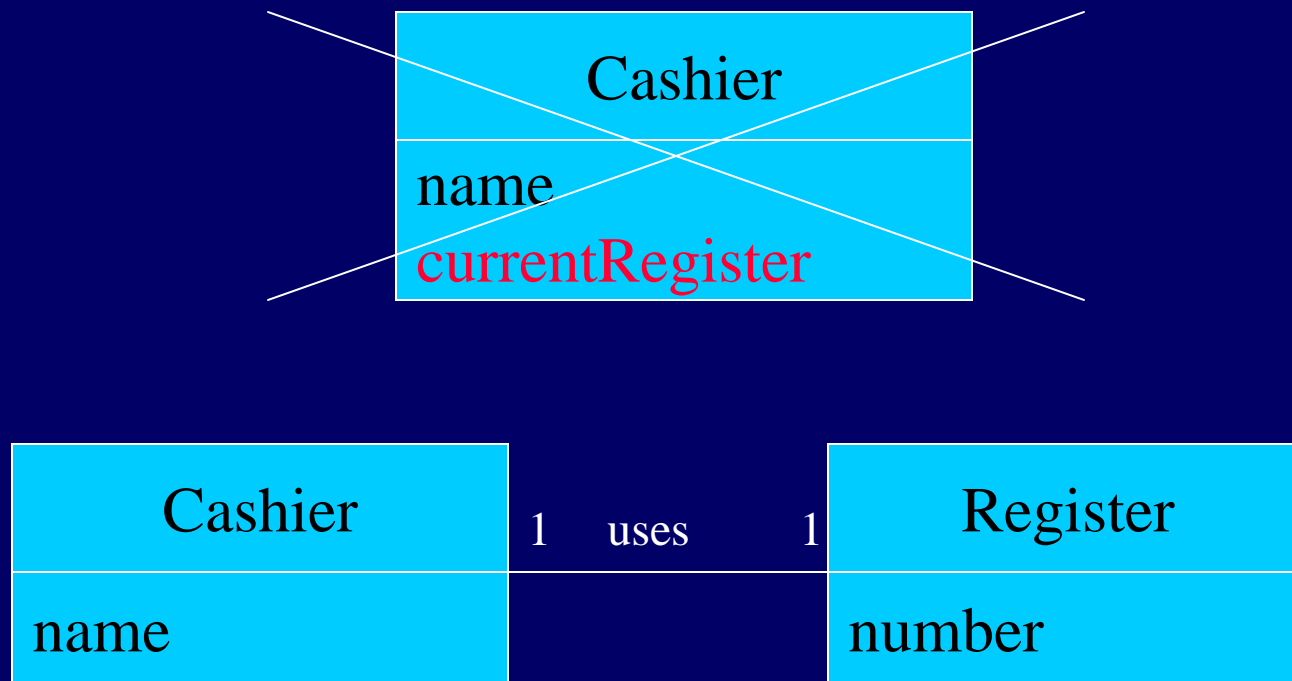 Cashier
name
currentRegister
Cashier
1 uses 1
Register
name
number